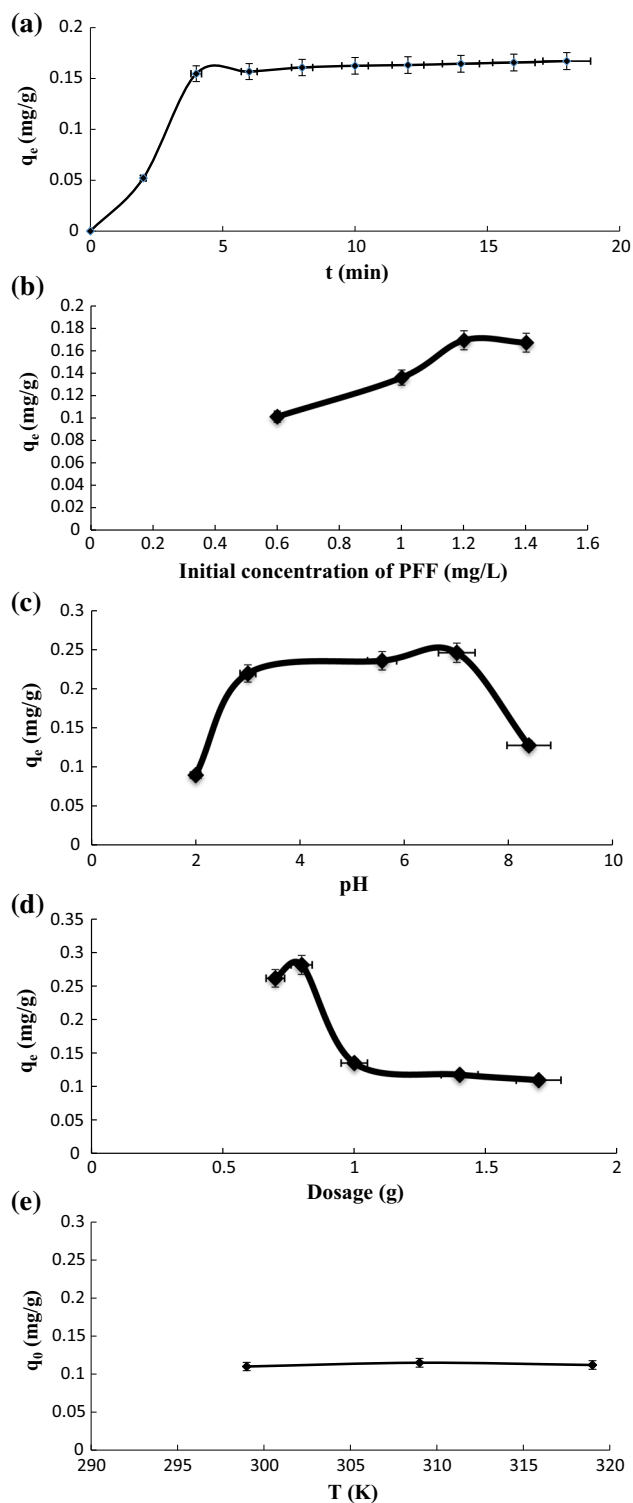 (a)
0.2
0.15
0.1
0.05
0
qe (mg/g)
0 5 10 15 20
t (min)
(b)
0.2
0.18
0.16
0.14
0.12
0.1
0.08
0.06
0.04
0.02
0
qe (mg/g)
0 0.2 0.4 0.6 0.8 1 1.2 1.4 1.6
Initial concentration of PFF (mg/L)
(c)
0.3
0.25
0.2
0.15
0.1
0.05
0
qe (mg/g)
0 2 4 6 8 10
pH
(d)
0.35
0.3
0.25
0.2
0.15
0.1
0.05
0
qe (mg/g)
0 0.5 1 1.5 2
Dosage (g)
(e)
0.3
0.25
0.2
0.15
0.1
0.05
0
q0 (mg/g)
290 295 300 305 310 315 320
T (K)